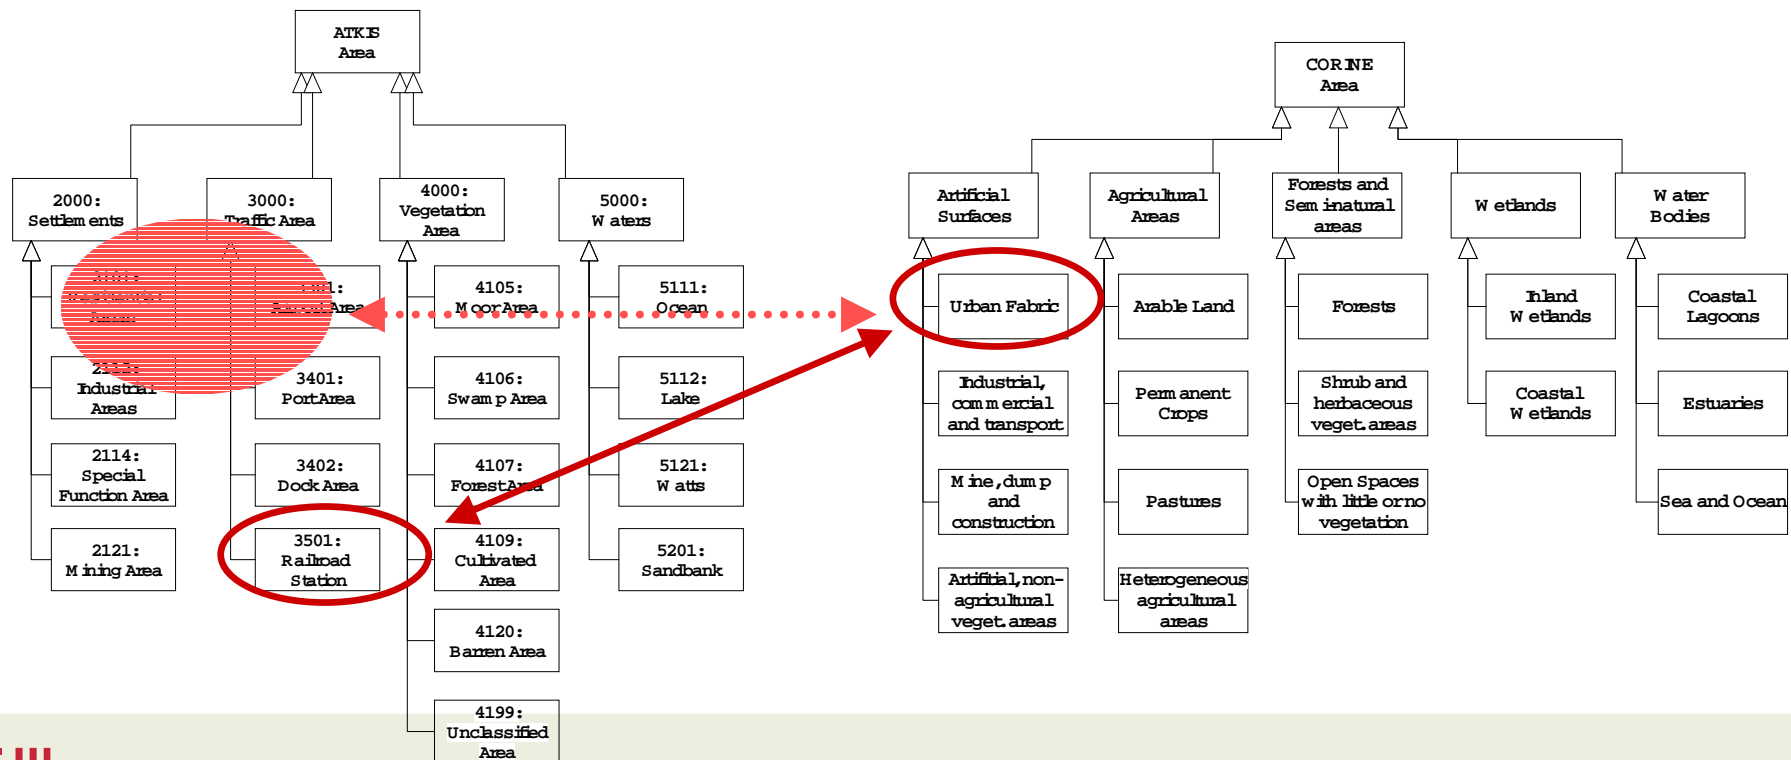 ATKIS
Area
CORINE
Area
2000:
Settlements
3000:
Traffic Area
4000:
Vegetation
Area
5000:
Waters
Artificial
Surfaces
Agricultural
Areas
Forests and
Semi-natural
areas
Wetlands
Water
Bodies
Area
4105:
Moor Area
5111:
Ocean
Urban Fabric
Arable Land
Forests
Inland
Wetlands
Coastal
Lagoons
Industrial
Areas
3401:
Port Area
4106:
Swamp Area
5112:
Lake
Industrial,
commercial
and transport
Permanent
Crops
Shrub and
herbaceous
veget. areas
Coastal
Wetlands
Estuaries
2114:
Special
Function Area
3402:
Dock Area
4107:
Forest Area
5121:
Watts
Mine, dump
and
construction
Pastures
Open Spaces
with little or no
vegetation
Sea and Ocean
2121:
Mining Area
3501:
Railroad
Station
4109:
Cultivated
Area
5201:
Sandbank
Artifitial, non-
agricultural
veget. areas
Heterogeneous
agricultural
areas
4120:
Barren Area
4199:
Unclassified
Area